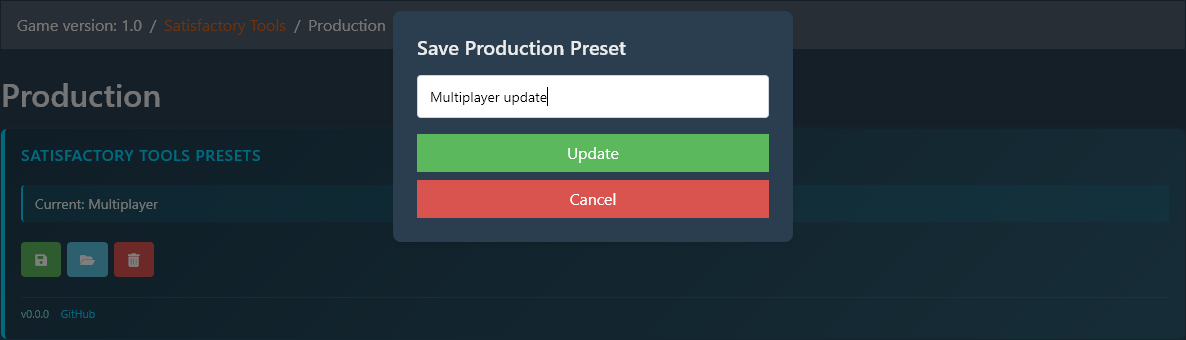 Game version: 1.0 / Satisfactory Tools / Production
Save Production Preset
Multiplayer update
Update
Cancel
Production
SATISFACTORY TOOLS PRESETS
Current: Multiplayer
v0.0.0 GitHub